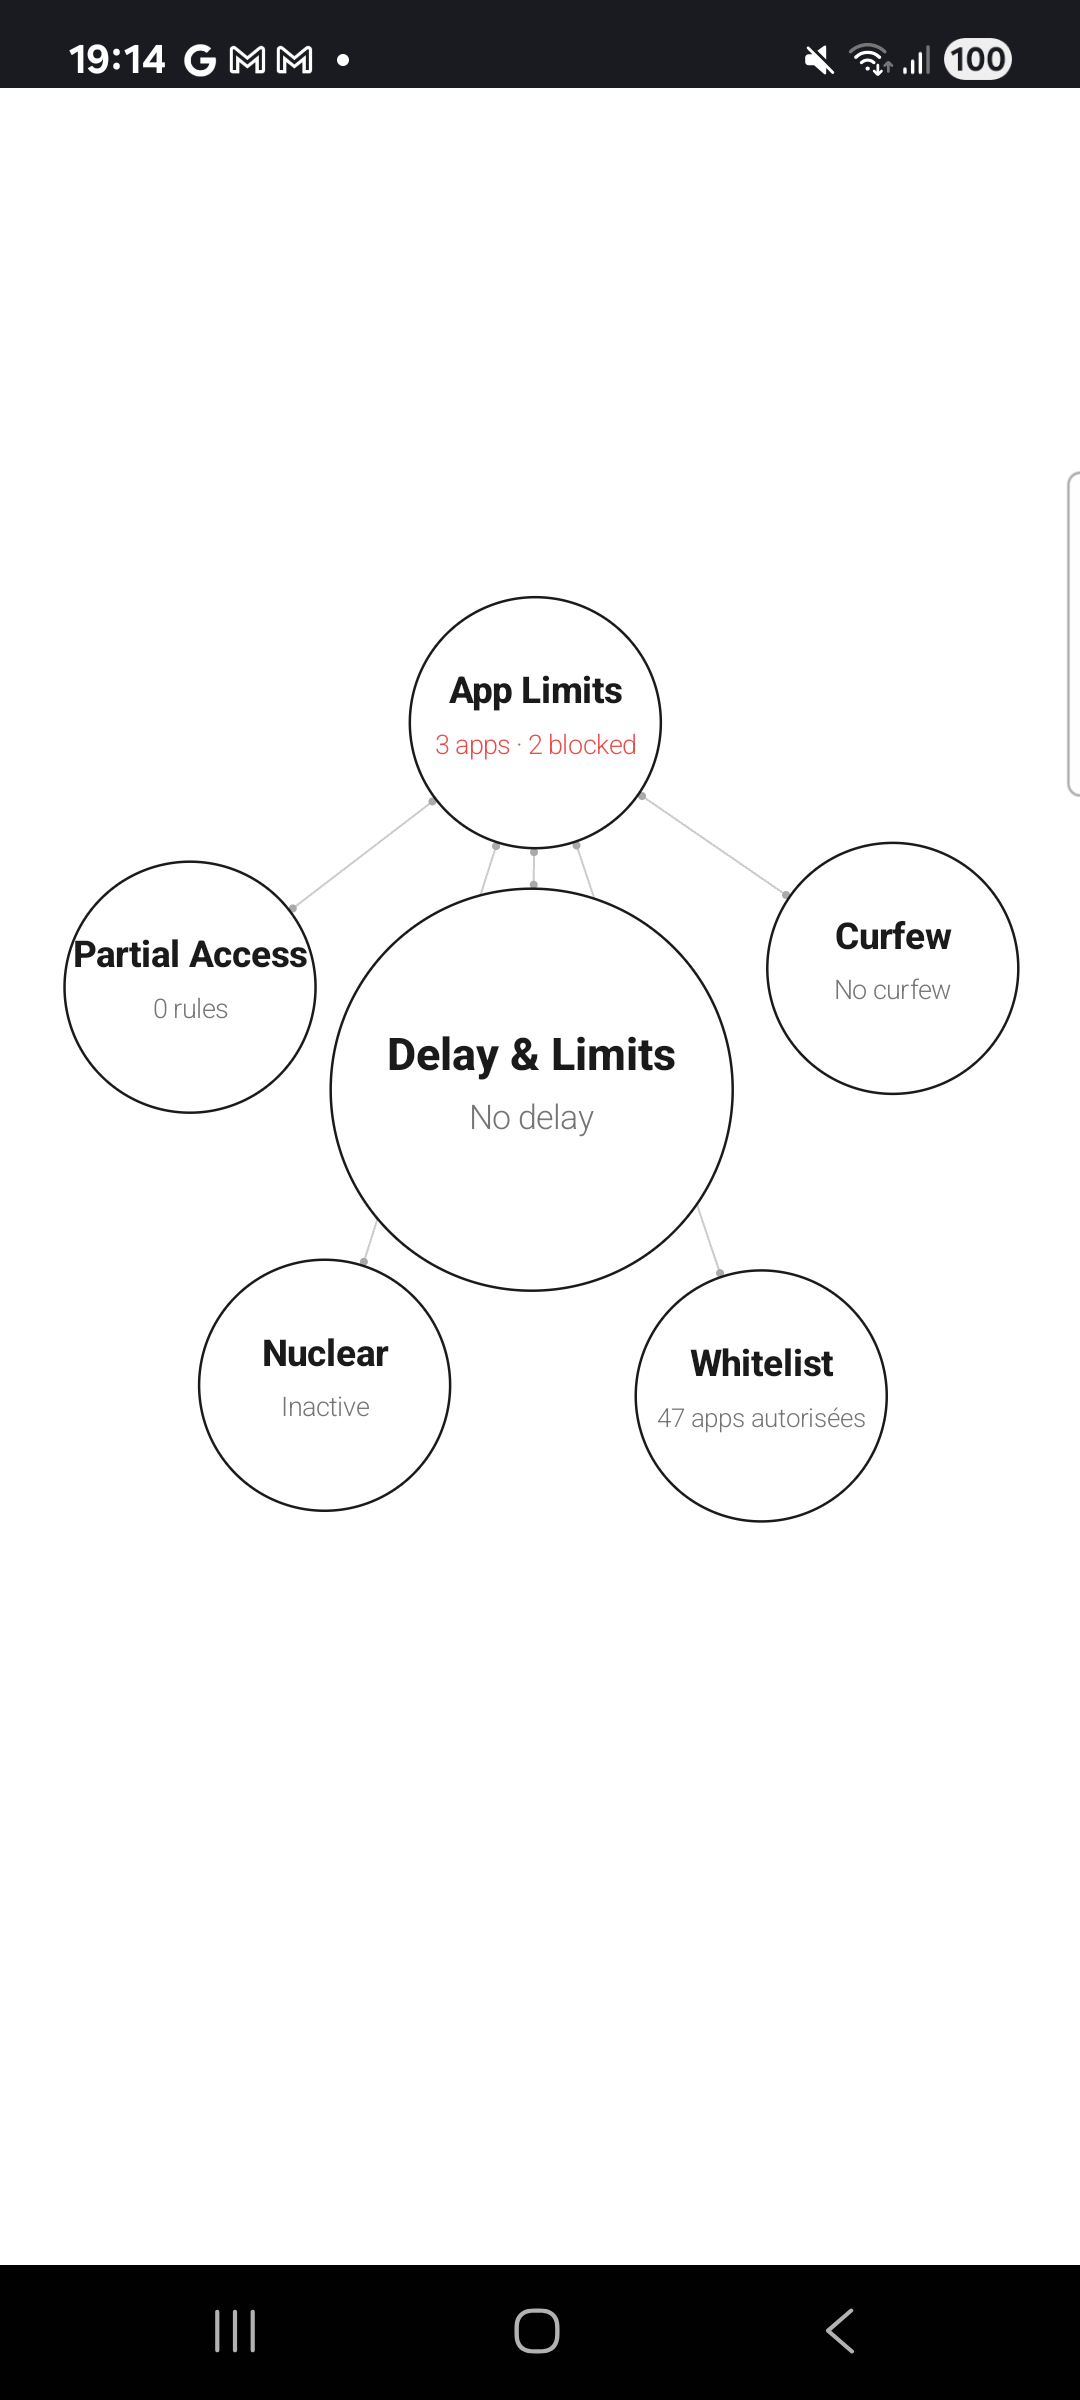 19:14
100
App Limits
3 apps · 2 blocked
Partial Access
0 rules
Curfew
No curfew
Delay & Limits
No delay
Nuclear
Inactive
Whitelist
47 apps autorisées